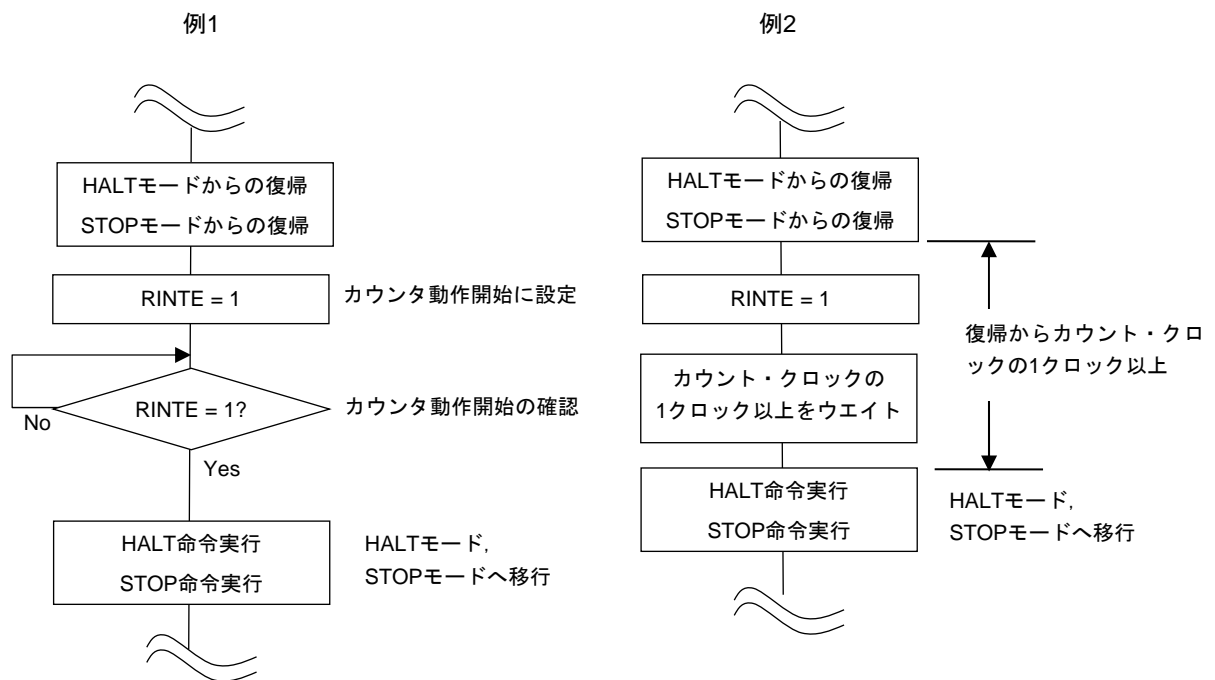 例1
HALTモードからの復帰
STOPモードからの復帰
RINTE = 1
カウンタ動作開始に設定
RINTE = 1?
カウンタ動作開始の確認
No
Yes
HALT命令実行
STOP命令実行
HALTモード,
STOPモードへ移行
例2
HALTモードからの復帰
STOPモードからの復帰
RINTE = 1
復帰からカウント・クロ
ックの1クロック以上
カウント・クロックの
1クロック以上をウエイト
HALT命令実行
STOP命令実行
HALTモード,
STOPモードへ移行